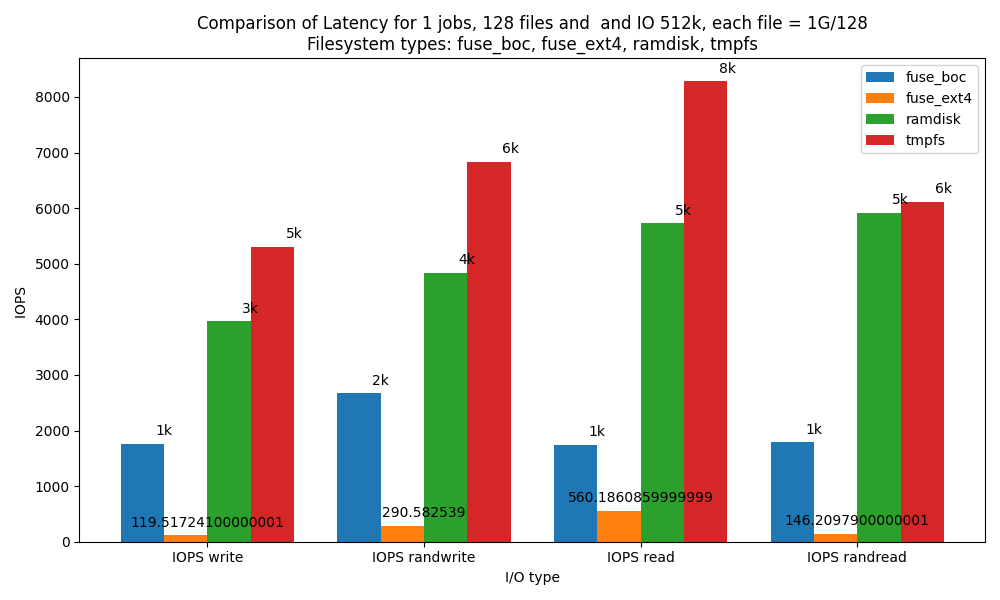 Comparison of Latency for 1 jobs, 128 files and  and IO 512k, each file = 1G/128
Filesystem types: fuse_boc, fuse_ext4, ramdisk, tmpfs
fuse_boc
fuse_ext4
ramdisk
tmpfs
IOPS
8000
7000
6000
5000
4000
3000
2000
1000
0
1k
119.51724100000001
3k
5k
2k
290.582539
4k
6k
1k
560.1860859999999
5k
8k
1k
146.2097900000001
5k
6k
IOPS write
IOPS randwrite
IOPS read
IOPS randread
I/O type